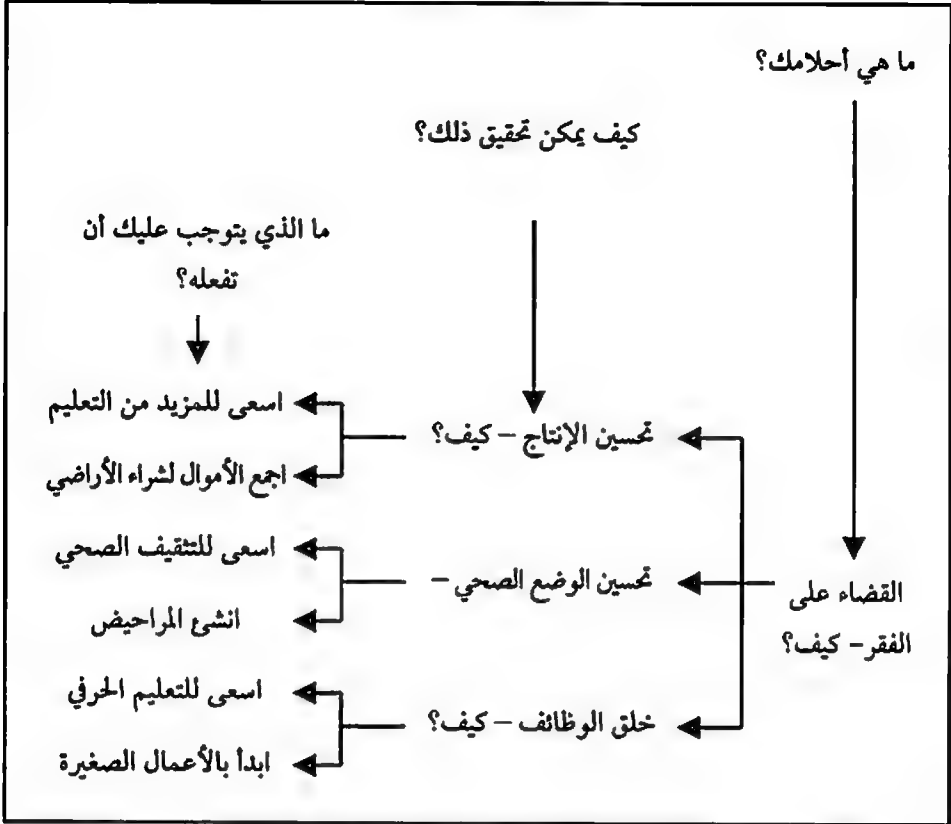 ما هي أحلامك؟
كيف يمكن تحقيق ذلك؟
ما الذي يتوجب عليك أن
تفعله؟
اسعى للمزيد من التعليم
تحسين الإنتاج – كيف؟
اجمع الأموال لشراء الأراضي
اسعى للتثقيف الصحي
تحسين الوضع الصحي –
القضاء على
الفقر – كيف؟
انشئ المراحيض
اسعى للتعليم الحرفي
خلق الوظائف – كيف؟
ابدأ بالأعمال الصغيرة